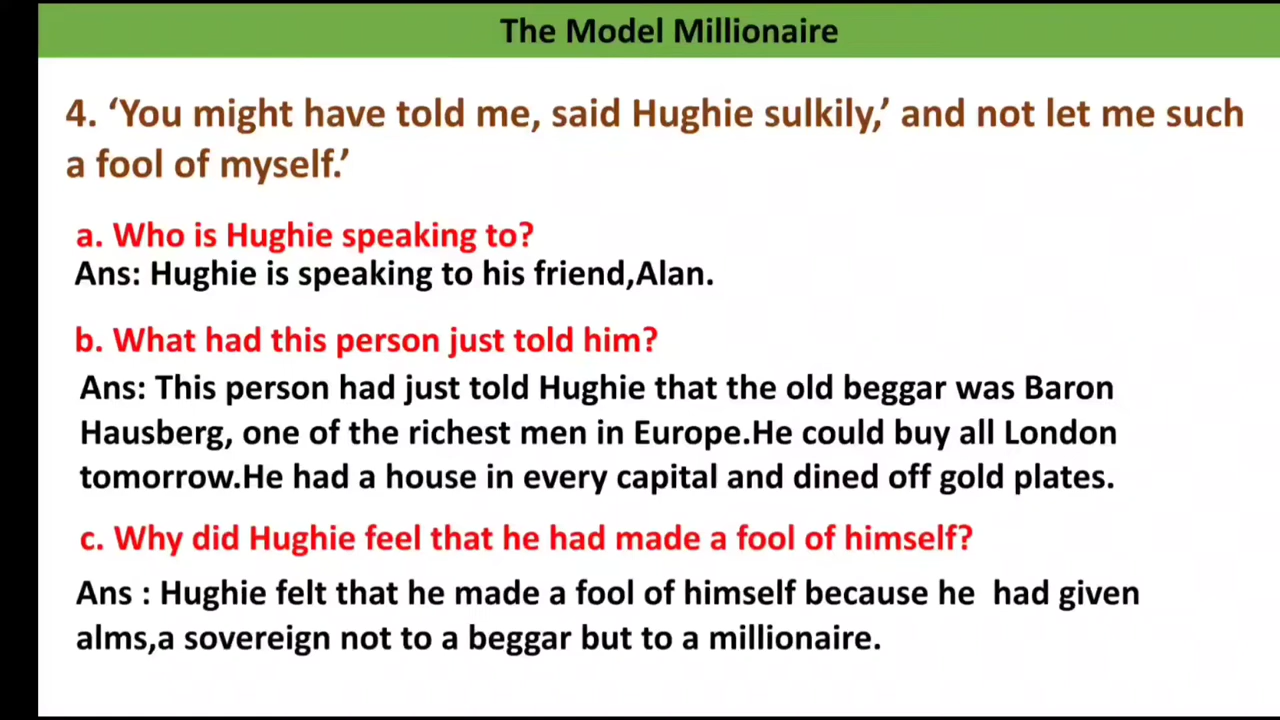 The Model Millionaire
4. ‘You might have told me, said Hughie sulkily,’ and not let me such
a fool of myself.’
a. Who is Hughie speaking to?
Ans: Hughie is speaking to his friend,Alan.
b. What had this person just told him?
Ans: This person had just told Hughie that the old beggar was Baron
Hausberg, one of the richest men in Europe.He could buy all London
tomorrow.He had a house in every capital and dined off gold plates.
c. Why did Hughie feel that he had made a fool of himself?
Ans : Hughie felt that he made a fool of himself because he  had given
alms,a sovereign not to a beggar but to a millionaire.